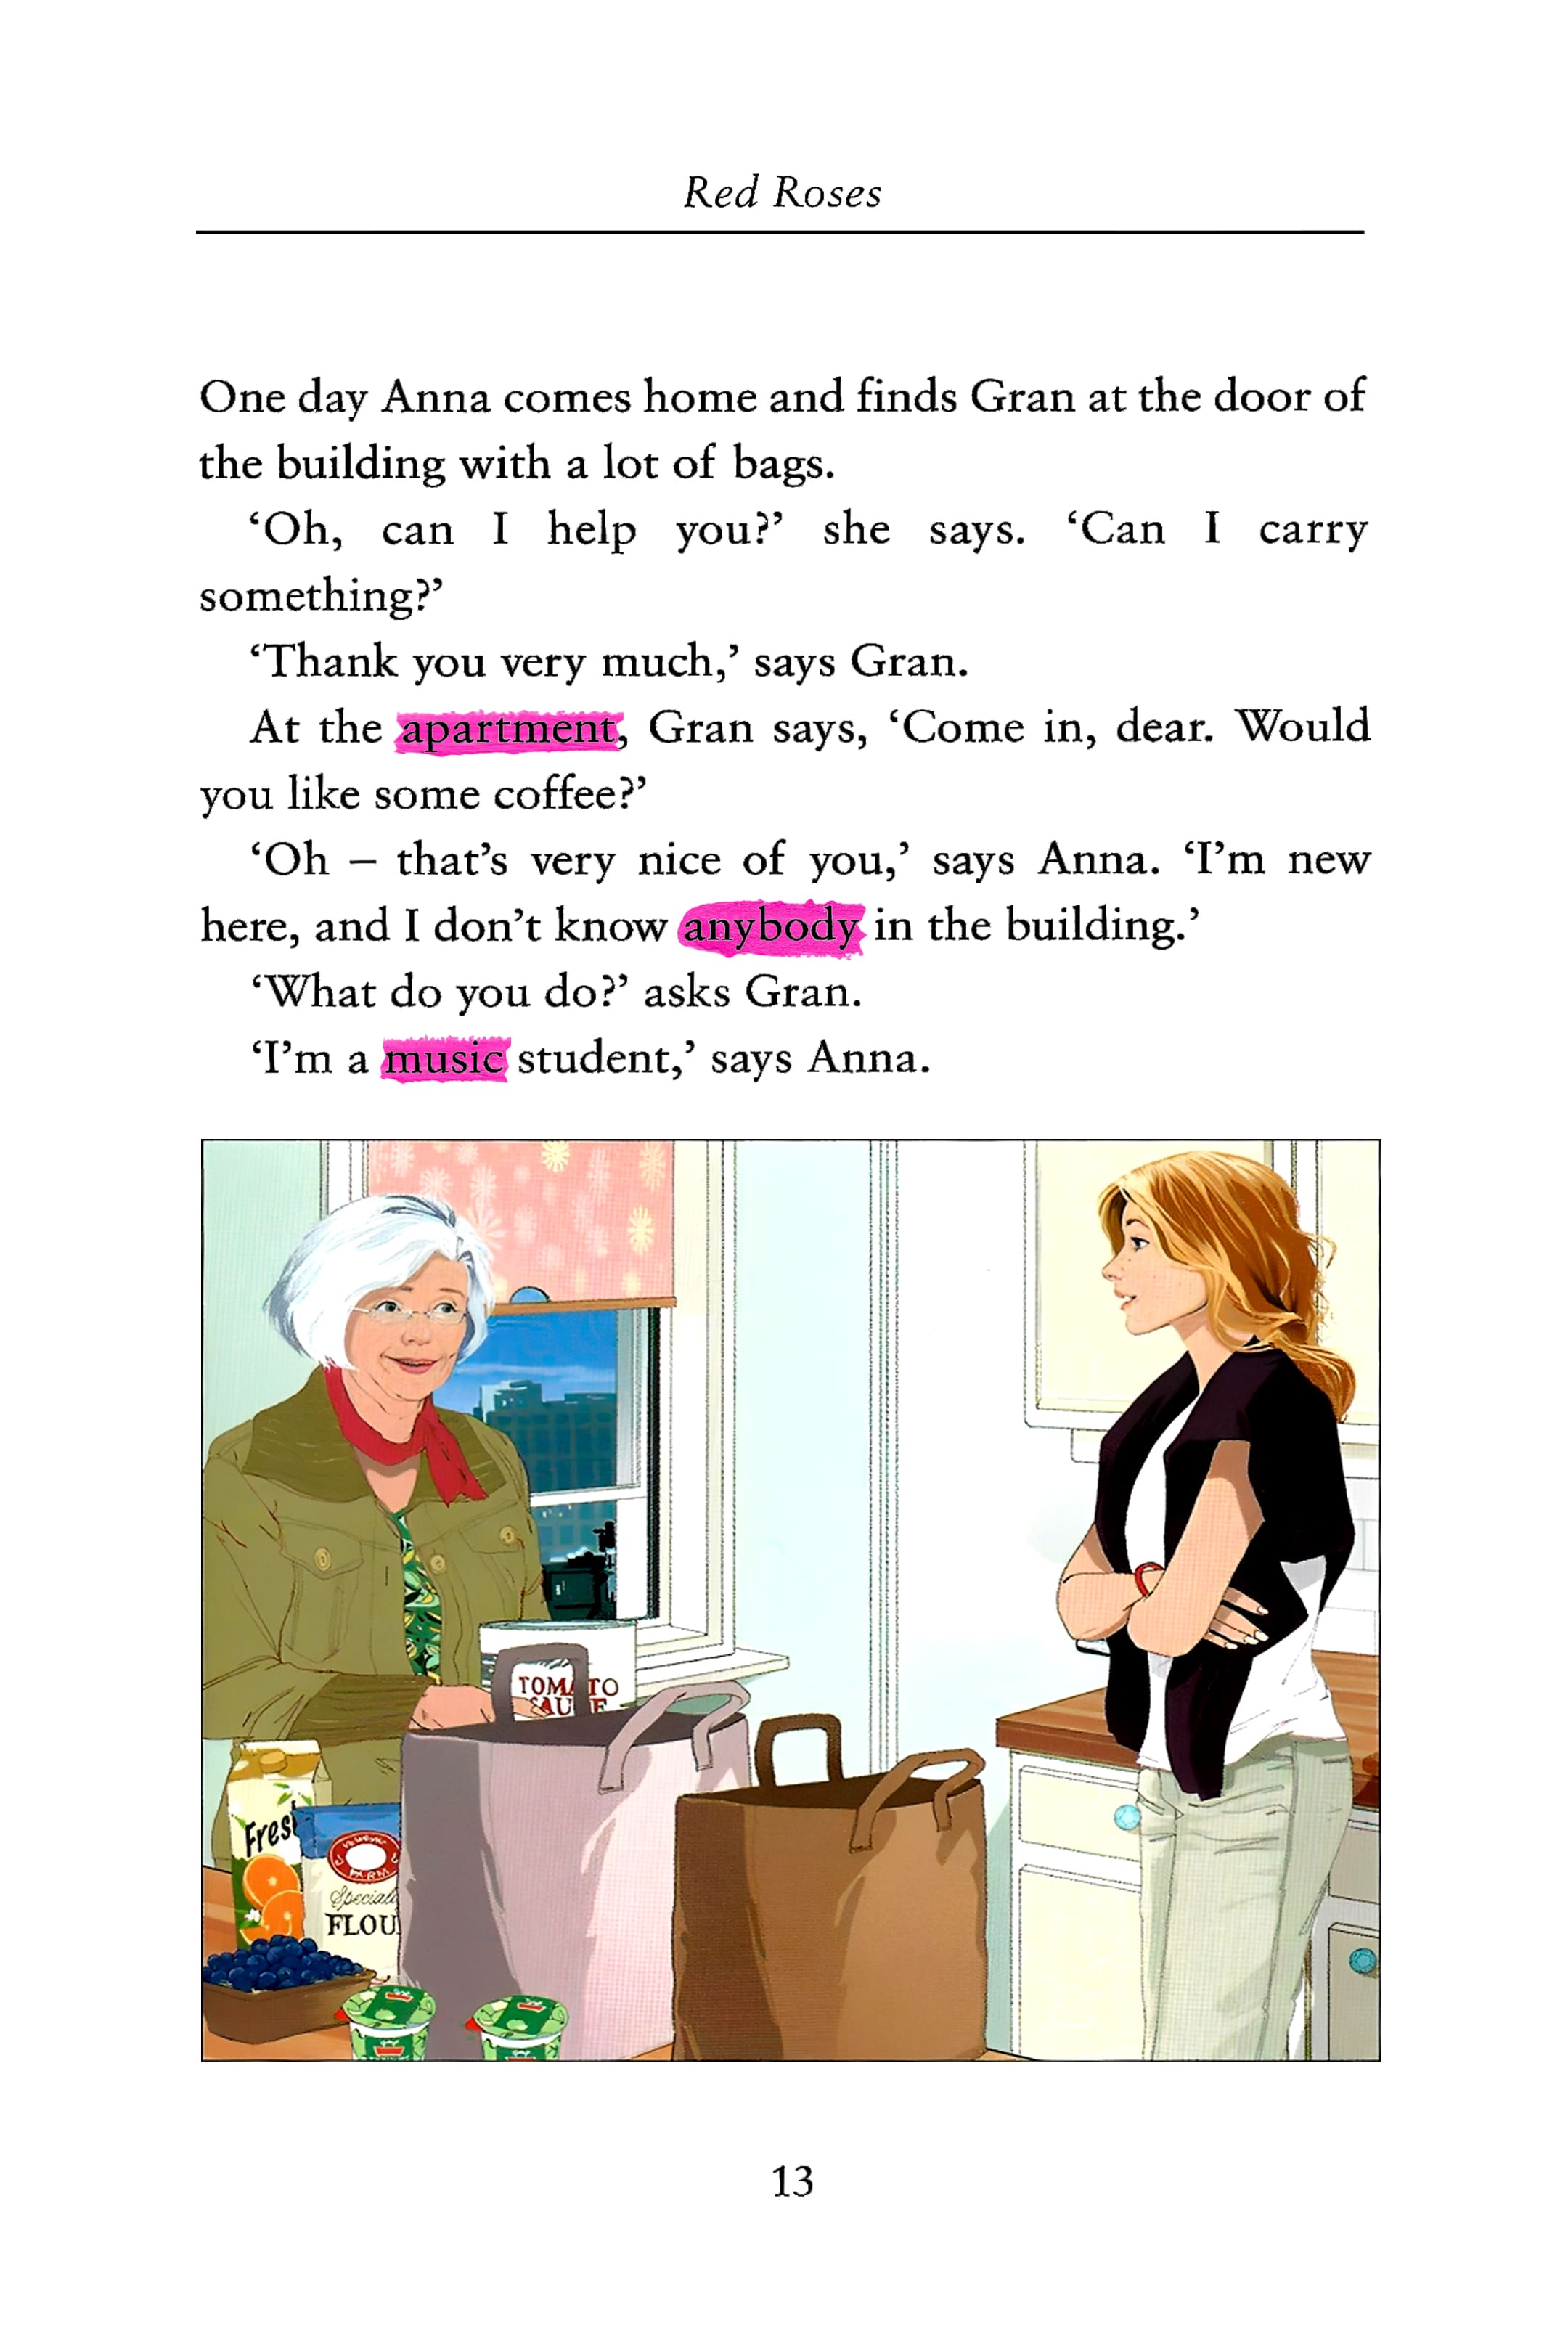 Red Roses
One day Anna comes home and finds Gran at the door of
the building with a lot of bags.
‘Oh, can I help you?’ she says. ‘Can I carry
something?’
‘Thank you very much,’ says Gran.
At the apartment, Gran says, ‘Come in, dear. Would
you like some coffee?’
‘Oh – that’s very nice of you,’ says Anna. ‘I’m new
here, and I don’t know anybody in the building.’
‘What do you do?’ asks Gran.
‘I’m a music student,’ says Anna.
TOMATO
SAUCE
Fres
FARM
Special
FLOU
13